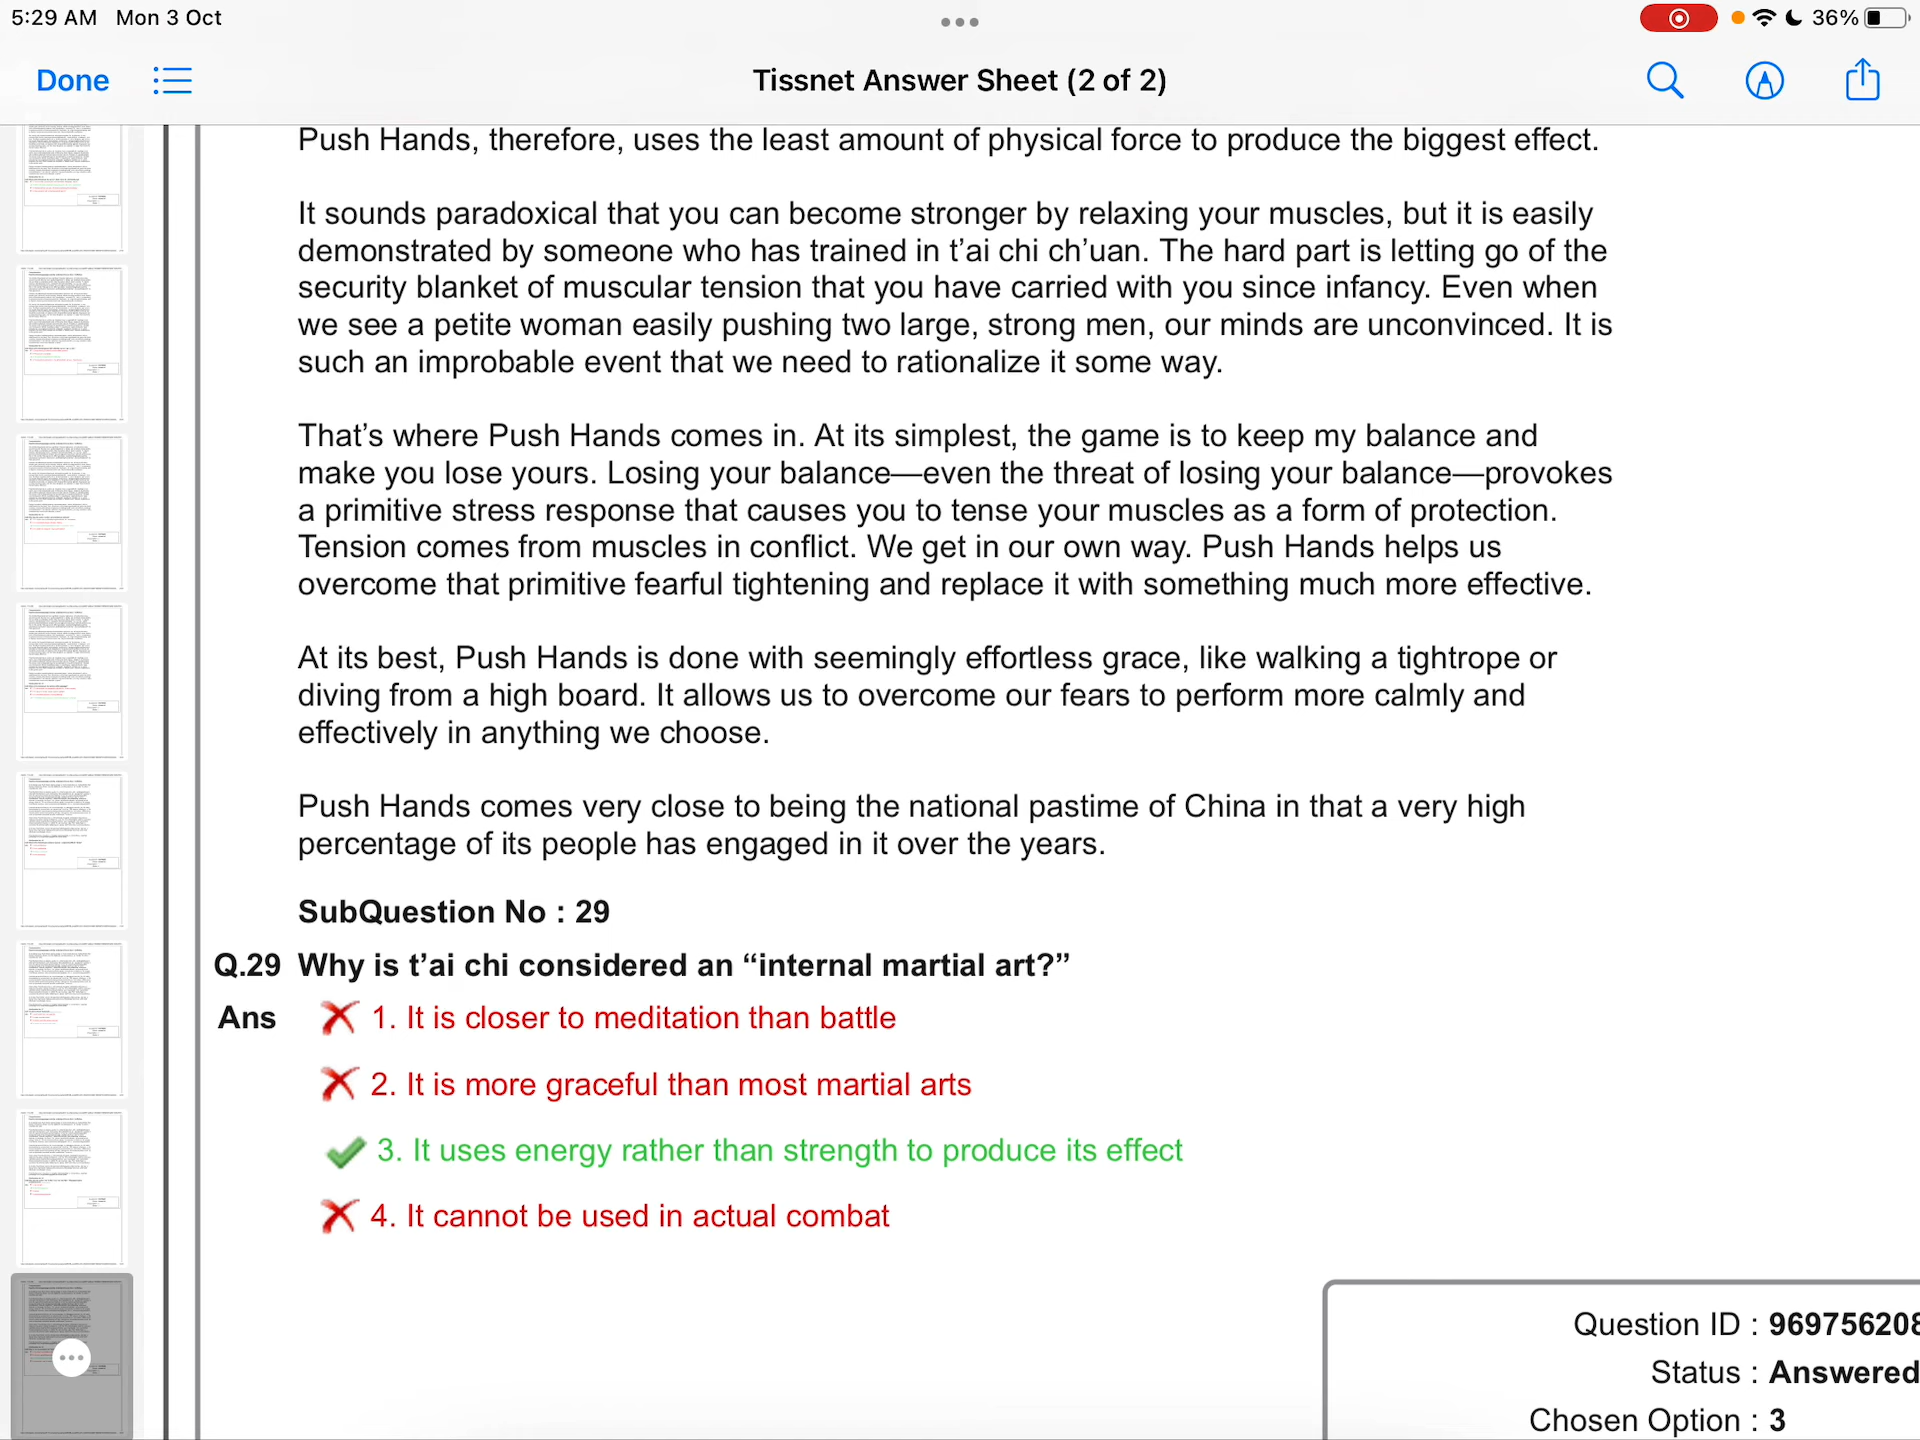 5:29 AM Mon 3 Oct
36%
Done
Tissnet Answer Sheet (2 of 2)
Push Hands, therefore, uses the least amount of physical force to produce the biggest effect.
It sounds paradoxical that you can become stronger by relaxing your muscles, but it is easily
demonstrated by someone who has trained in t’ai chi ch’uan. The hard part is letting go of the
security blanket of muscular tension that you have carried with you since infancy. Even when
we see a petite woman easily pushing two large, strong men, our minds are unconvinced. It is
such an improbable event that we need to rationalize it some way.
That’s where Push Hands comes in. At its simplest, the game is to keep my balance and
make you lose yours. Losing your balance—even the threat of losing your balance—provokes
a primitive stress response that causes you to tense your muscles as a form of protection.
Tension comes from muscles in conflict. We get in our own way. Push Hands helps us
overcome that primitive fearful tightening and replace it with something much more effective.
At its best, Push Hands is done with seemingly effortless grace, like walking a tightrope or
diving from a high board. It allows us to overcome our fears to perform more calmly and
effectively in anything we choose.
Push Hands comes very close to being the national pastime of China in that a very high
percentage of its people has engaged in it over the years.
SubQuestion No : 29
Q.29 Why is t’ai chi considered an “internal martial art?”
Ans 1. It is closer to meditation than battle
2. It is more graceful than most martial arts
3. It uses energy rather than strength to produce its effect
4. It cannot be used in actual combat
Question ID : 96975620
Status : Answered
Chosen Option : 3